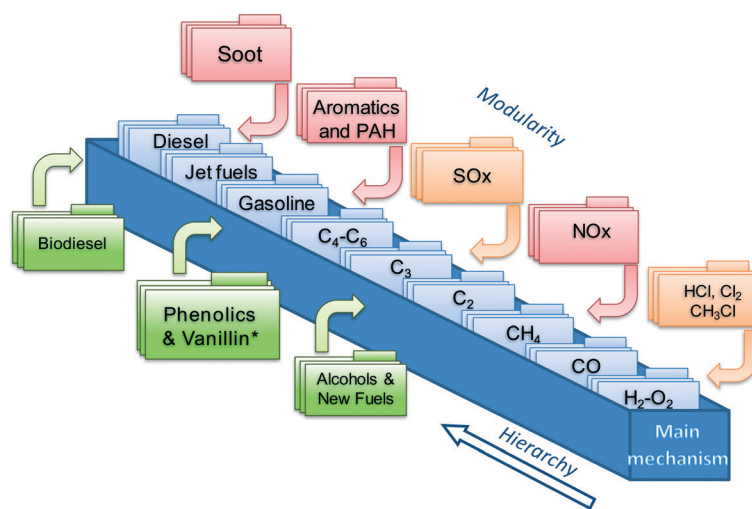 Soot
Aromatics
and PAH
Modularity
Diesel
Jet fuels
SOx
Gasoline
NOx
Biodiesel
C₄-C₆
C₃
HCl, Cl₂
CH₃Cl
C₂
Phenolics
& Vanillin*
CH₄
CO
Alcohols &
New Fuels
H₂-O₂
Hierarchy
Main
mechanism